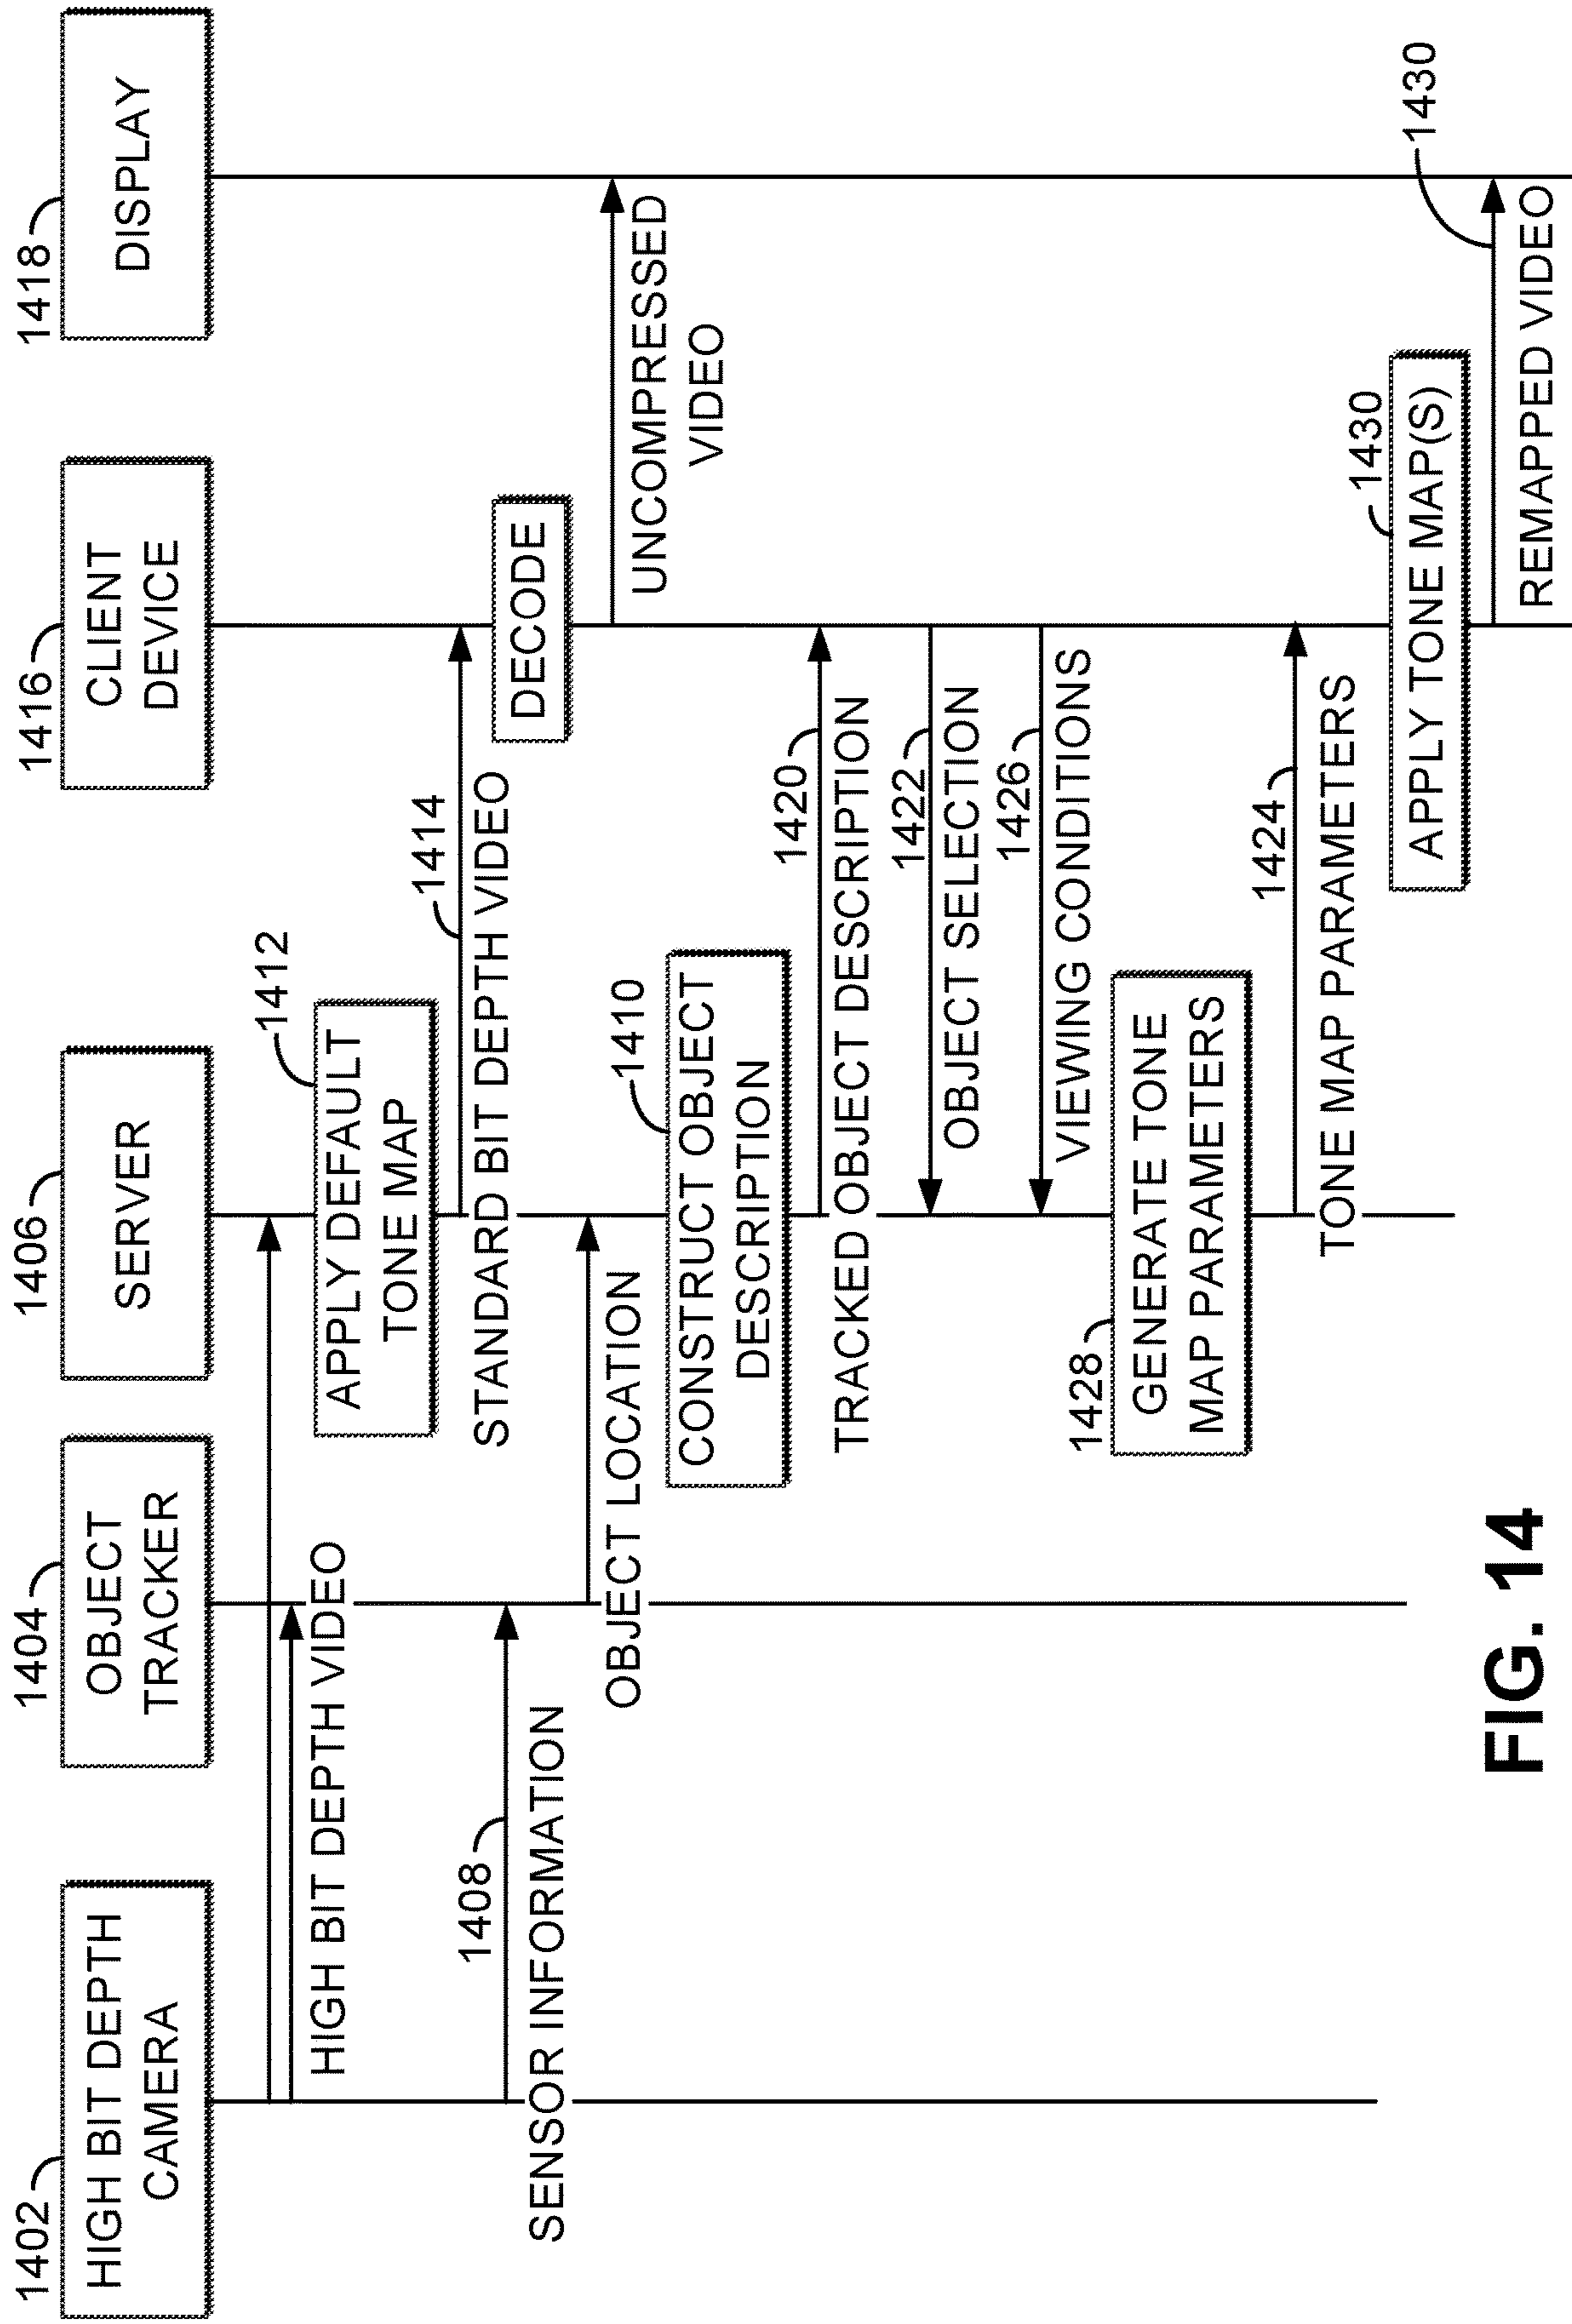 1402
HIGH BIT DEPTH
CAMERA
1404
OBJECT
TRACKER
1406
SERVER
1416
CLIENT
DEVICE
1418
DISPLAY
HIGH BIT DEPTH VIDEO
1412
APPLY DEFAULT
TONE MAP
1414
STANDARD BIT DEPTH VIDEO
DECODE
1408
SENSOR INFORMATION
OBJECT LOCATION
UNCOMPRESSED
VIDEO
1410
CONSTRUCT OBJECT
DESCRIPTION
1420
TRACKED OBJECT DESCRIPTION
1422
OBJECT SELECTION
1426
VIEWING CONDITIONS
1428
GENERATE TONE
MAP PARAMETERS
1424
TONE MAP PARAMETERS
1430
APPLY TONE MAP(S)
1430
REMAPPED VIDEO
FIG. 14